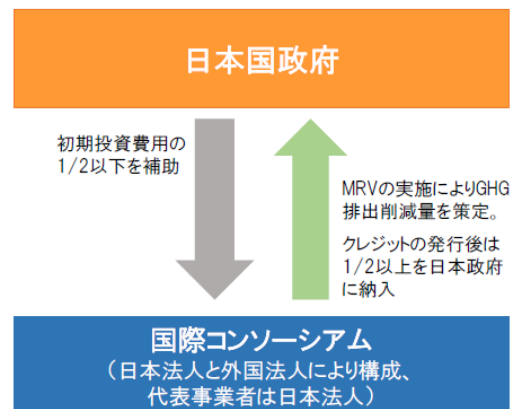 日本国政府
初期投資費用の
1/2以下を補助
MRVの実施によりGHG
排出削減量を策定。
クレジットの発行後は
1/2以上を日本政府
に納入
国際コンソーシアム
（日本法人と外国法人により構成、
代表事業者は日本法人）